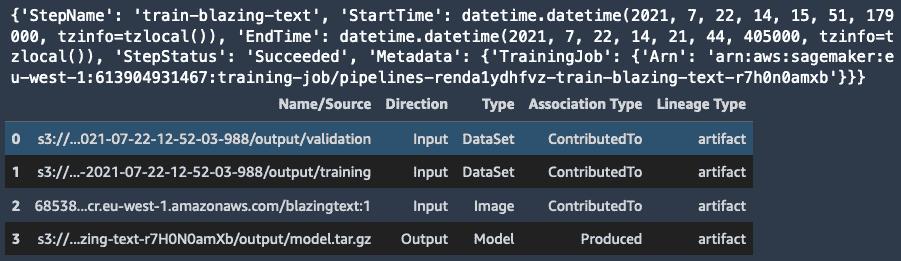 {'StepName': 'train-blazing-text', 'StartTime': datetime.datetime(2021, 7, 22, 14, 15, 51, 179
000, tzinfo=tzlocal()), 'EndTime': datetime.datetime(2021, 7, 22, 14, 21, 44, 405000, tzinfo=t
zlocal()), 'StepStatus': 'Succeeded', 'Metadata': {'TrainingJob': {'Arn': 'arn:aws:sagemaker:e
u-west-1:613904931467:training-job/pipelines-renda1ydhfvz-train-blazing-text-r7h0n0amxb'}}}
Name/Source Direction Type Association Type Lineage Type
0 s3://...021-07-22-12-52-03-988/output/validation Input DataSet ContributedTo artifact
1 s3://...-2021-07-22-12-52-03-988/output/training Input DataSet ContributedTo artifact
2 68538...cr.eu-west-1.amazonaws.com/blazingtext:1 Input Image ContributedTo artifact
3 s3://...zing-text-r7H0N0amXb/output/model.tar.gz Output Model Produced artifact